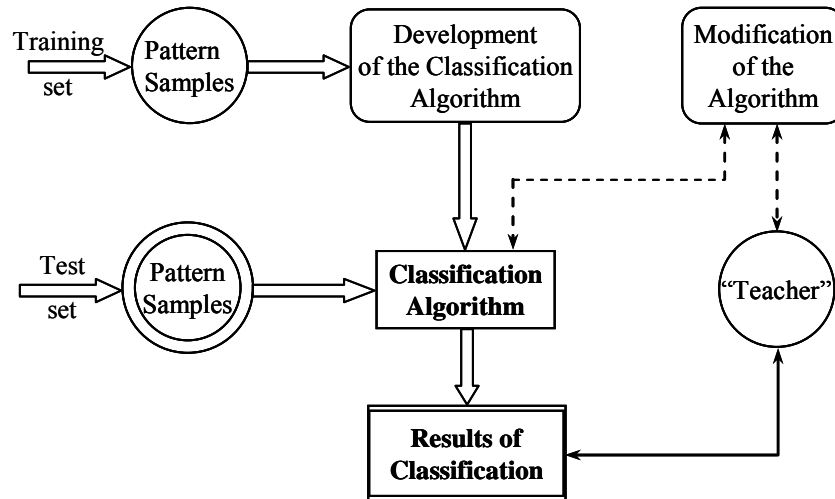 Training
set
Pattern
Samples
Development
of the Classification
Algorithm
Modification
of the
Algorithm
Test
set
Pattern
Samples
Classification
Algorithm
“Teacher”
Results of
Classification